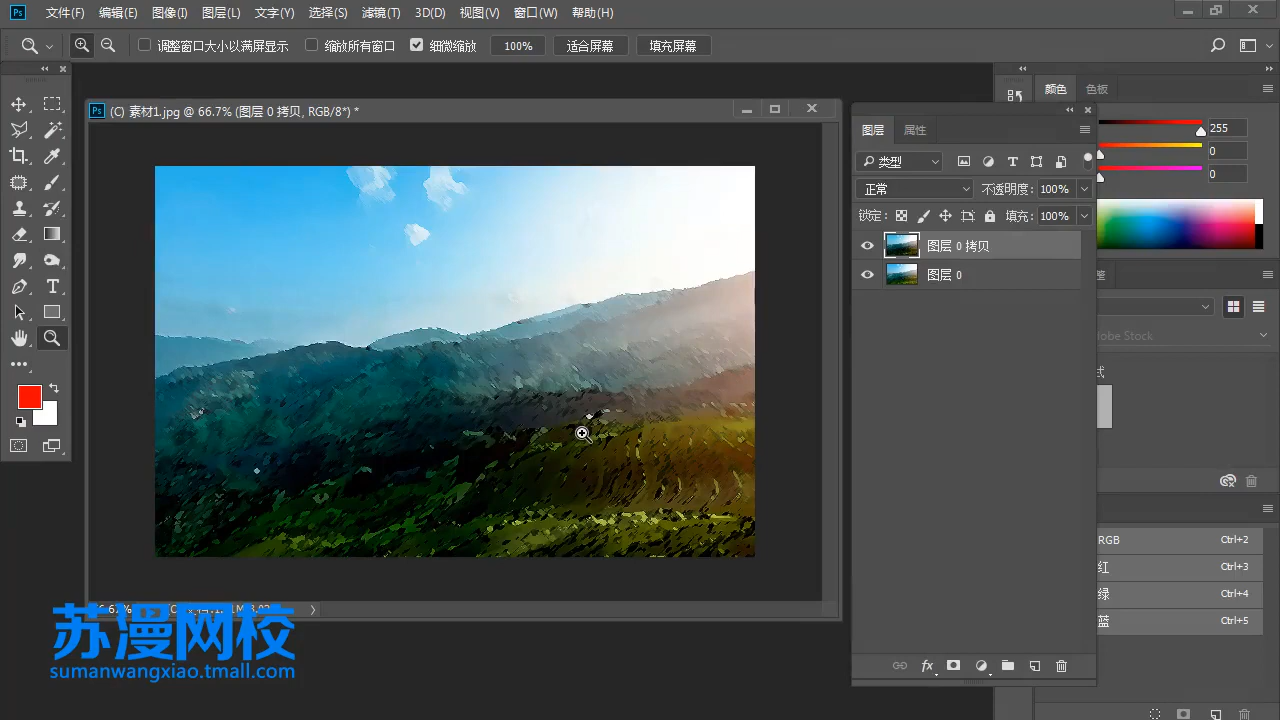 Ps 文件(F) 编辑(E) 图像(I) 图层(L) 文字(Y) 选择(S) 滤镜(T) 3D(D) 视图(V) 窗口(W) 帮助(H)
调整窗口大小以满屏显示 缩放所有窗口 细微缩放 100% 适合屏幕 填充屏幕
Ps (C) 素材1.jpg @ 66.7% (图层 0 拷贝, RGB/8*) *
颜色 色板
255
0
0
图层 属性
类型
正常 不透明度: 100%
锁定: 填充: 100%
图层 0 拷贝
图层 0
整
Adobe Stock
式
RGB Ctrl+2
红 Ctrl+3
绿 Ctrl+4
蓝 Ctrl+5
fx
苏漫网校
sumanwangxiao.tmall.com